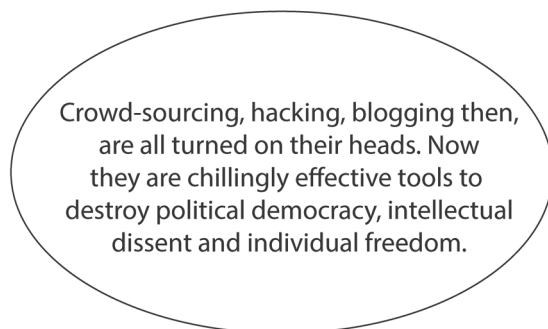 Crowd-sourcing, hacking, blogging then,
are all turned on their heads. Now
they are chillingly effective tools to
destroy political democracy, intellectual
dissent and individual freedom.